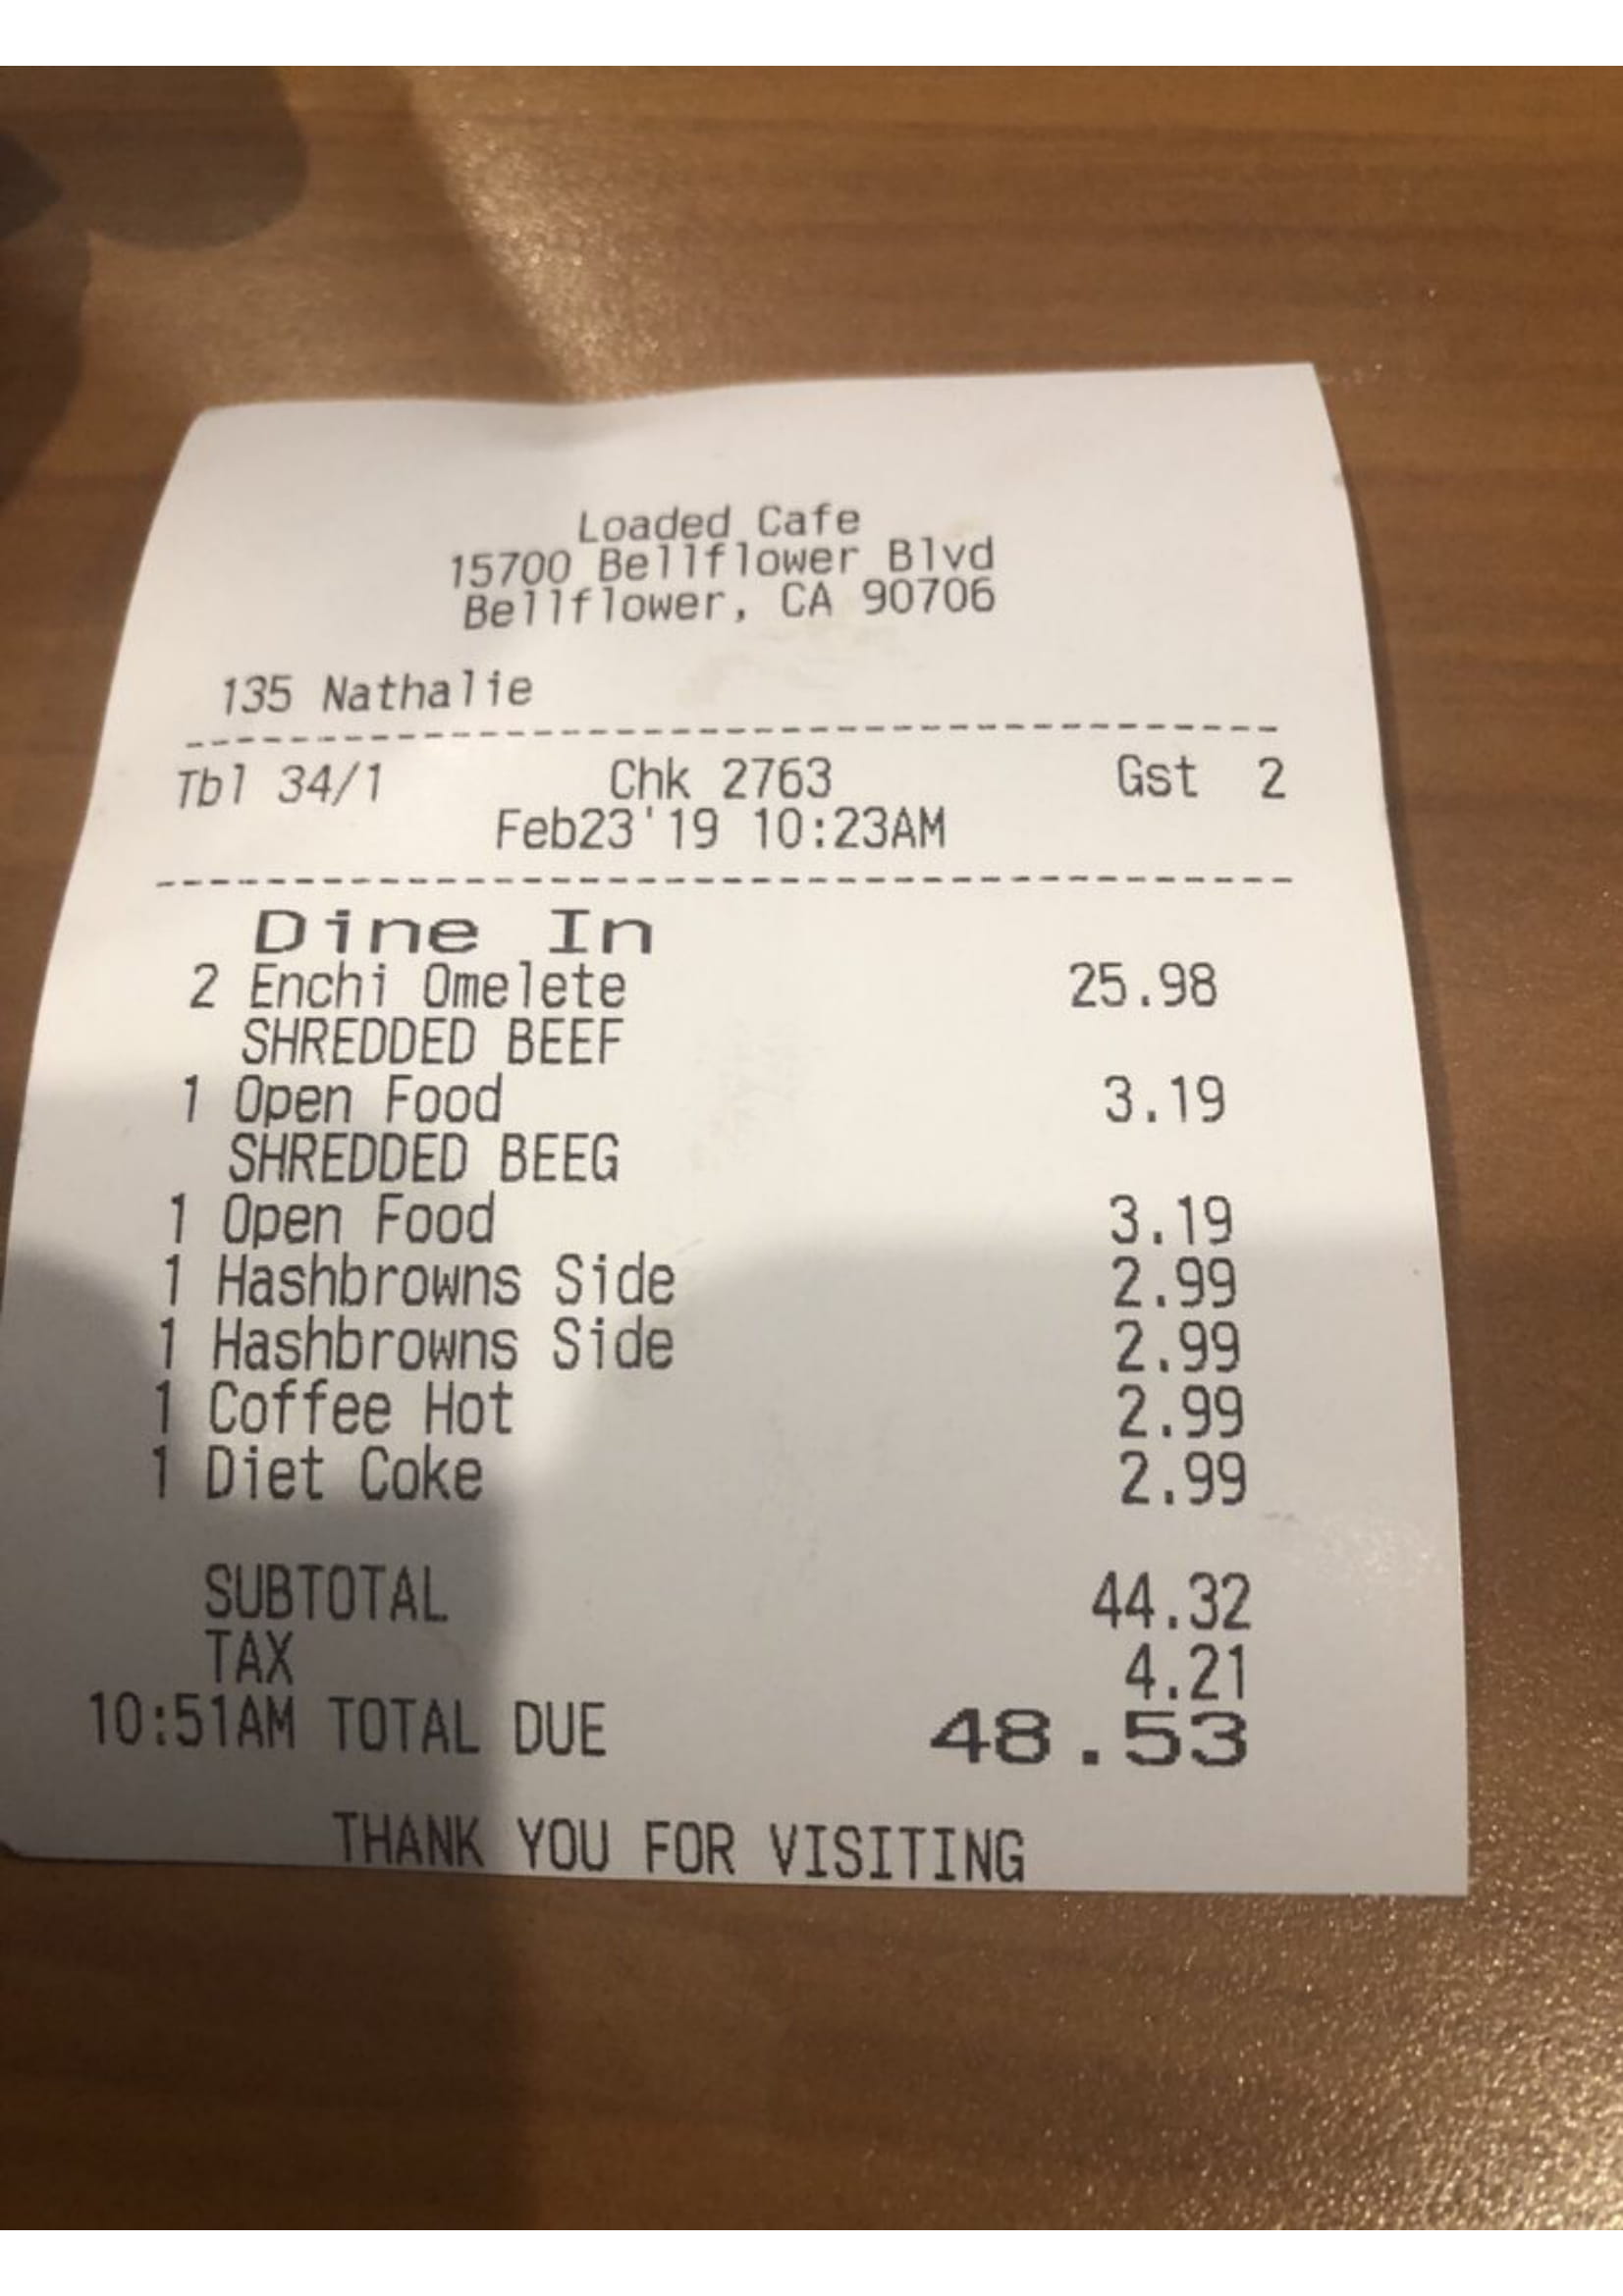 Loaded Cafe
15700 Bellflower Blvd
Bellflower, CA 90706
135 Nathalie
Tbl 34/1 Chk 2763 Gst 2
Feb23'19 10:23AM
Dine In
2 Enchi Omelete 25.98
SHREDDED BEEF
1 Open Food 3.19
SHREDDED BEEG
1 Open Food 3.19
1 Hashbrowns Side 2.99
1 Hashbrowns Side 2.99
1 Coffee Hot 2.99
1 Diet Coke 2.99
SUBTOTAL 44.32
TAX 4.21
10:51AM TOTAL DUE 48.53
THANK YOU FOR VISITING